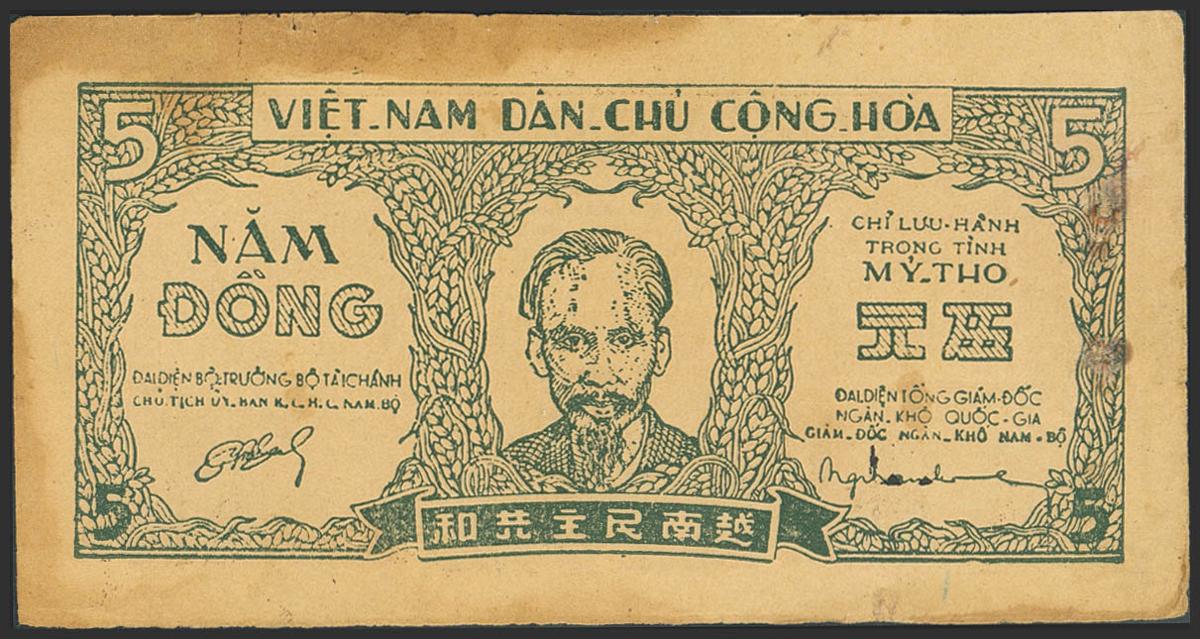 5
VIỆT-NAM DÂN-CHỦ CỘNG-HÒA
5
NĂM
ĐỒNG
ĐẠI DIỆN BỘ-TRƯỞNG BỘ TÀI CHÁNH
CHỦ TỊCH ỦY. BAN K. C. H. C. NAM. BỘ
CHỈ LƯU-HÀNH
TRONG TỈNH
MỸ-THO
元伍
ĐẠI DIỆN TỔNG GIÁM-ĐỐC
NGÂN-KHỐ QUỐC-GIA
GIÁM-ĐỐC NGÂN-KHỐ NAM-BỘ
5
和共主民南越
5